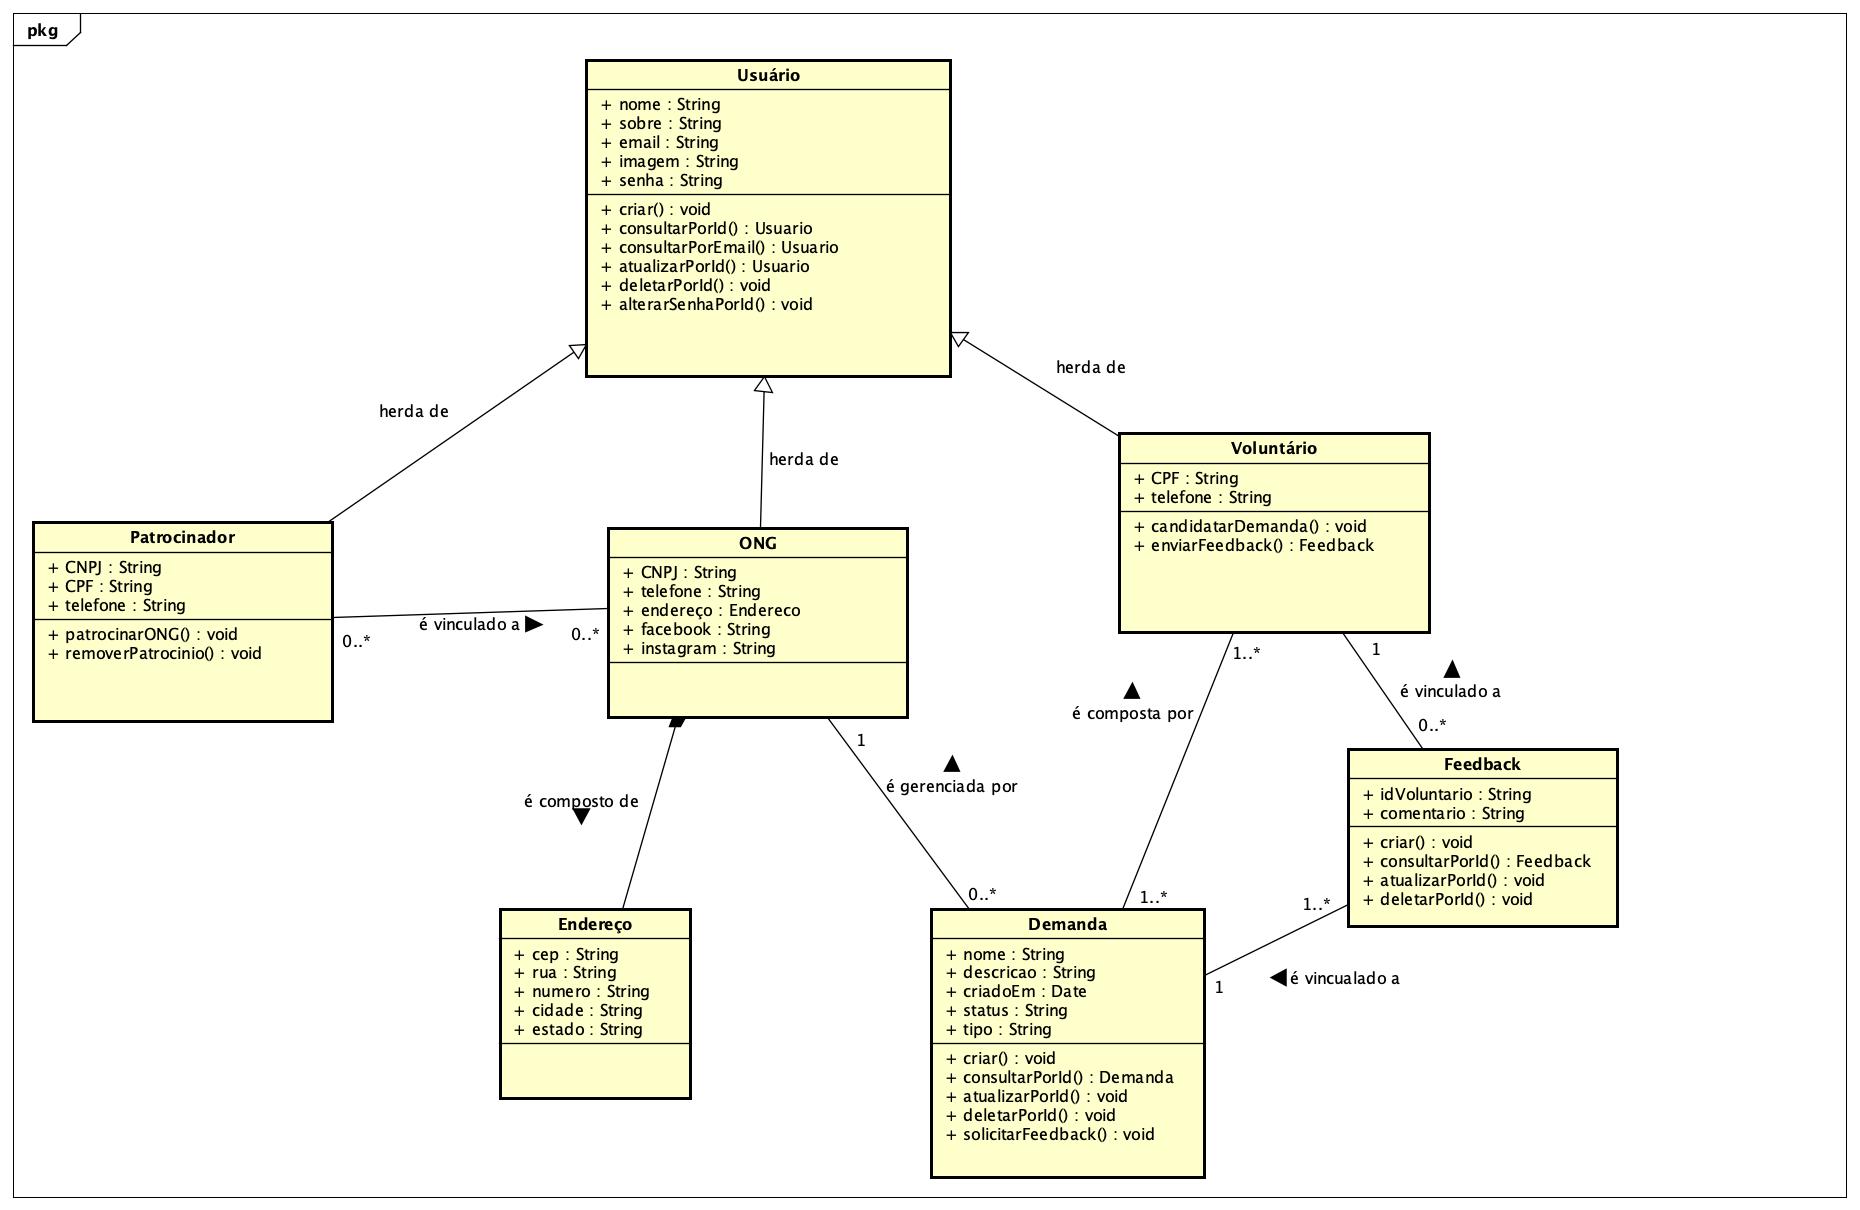 pkg
Usuário
+ nome : String
+ sobre : String
+ email : String
+ imagem : String
+ senha : String
+ criar() : void
+ consultarPorId() : Usuario
+ consultarPorEmail() : Usuario
+ atualizarPorId() : Usuario
+ deletarPorId() : void
+ alterarSenhaPorId() : void
herda de
herda de
herda de
Voluntário
+ CPF : String
+ telefone : String
+ candidatarDemanda() : void
+ enviarFeedback() : Feedback
Patrocinador
+ CNPJ : String
+ CPF : String
+ telefone : String
+ patrocinarONG() : void
+ removerPatrocinio() : void
0..*
é vinculado a
0..*
ONG
+ CNPJ : String
+ telefone : String
+ endereço : Endereco
+ facebook : String
+ instagram : String
1..*
é composta por
1..*
1
é vinculado a
0..*
1
é gerenciada por
0..*
é composto de
Feedback
+ idVoluntario : String
+ comentario : String
+ criar() : void
+ consultarPorId() : Feedback
+ atualizarPorId() : void
+ deletarPorId() : void
1..*
é vincualado a
1
Endereço
+ cep : String
+ rua : String
+ numero : String
+ cidade : String
+ estado : String
Demanda
+ nome : String
+ descricao : String
+ criadoEm : Date
+ status : String
+ tipo : String
+ criar() : void
+ consultarPorId() : Demanda
+ atualizarPorId() : void
+ deletarPorId() : void
+ solicitarFeedback() : void